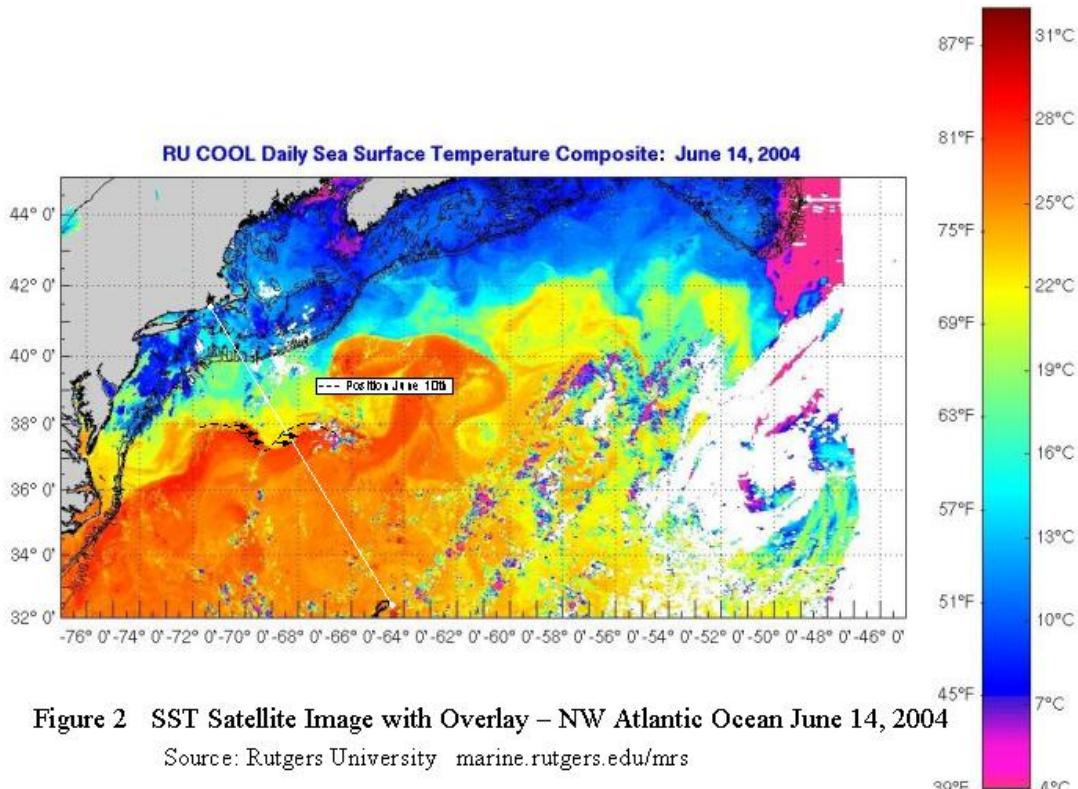 RU COOL Daily Sea Surface Temperature Composite: June 14, 2004
44° 0'
42° 0'
40° 0'
38° 0'
36° 0'
34° 0'
32° 0'
--- Position June 10th
-76° 0'-74° 0'-72° 0'-70° 0'-68° 0'-66° 0'-64° 0'-62° 0'-60° 0'-58° 0'-56° 0'-54° 0'-52° 0'-50° 0'-48° 0'-46° 0'
87°F 31°C
81°F 28°C
75°F 25°C
22°C
69°F 19°C
63°F 16°C
57°F 13°C
51°F 10°C
45°F 7°C
39°F 4°C
Figure 2 SST Satellite Image with Overlay – NW Atlantic Ocean June 14, 2004
Source: Rutgers University marine.rutgers.edu/mrs